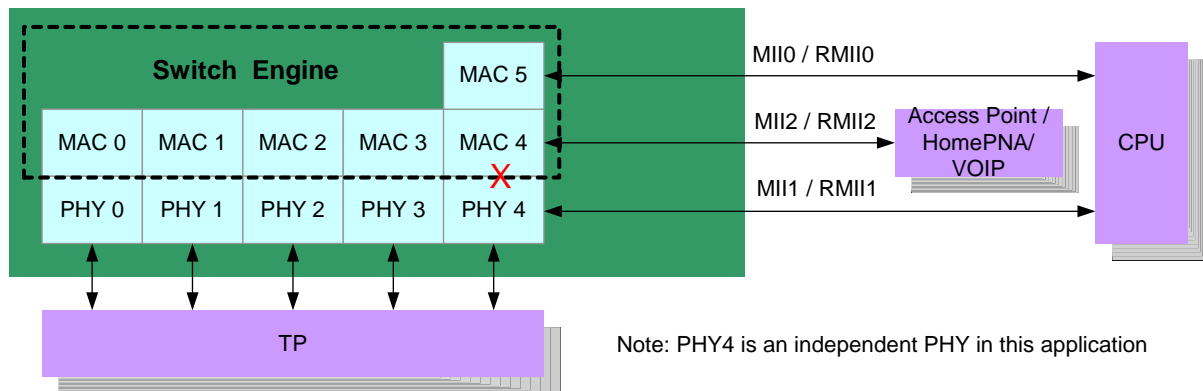 Switch Engine
MAC 5
MII0 / RMII0
MAC 0
MAC 1
MAC 2
MAC 3
MAC 4
MII2 / RMII2
Access Point /
HomePNA/
VOIP
CPU
X
PHY 0
PHY 1
PHY 2
PHY 3
PHY 4
MII1 / RMII1
TP
Note: PHY4 is an independent PHY in this application